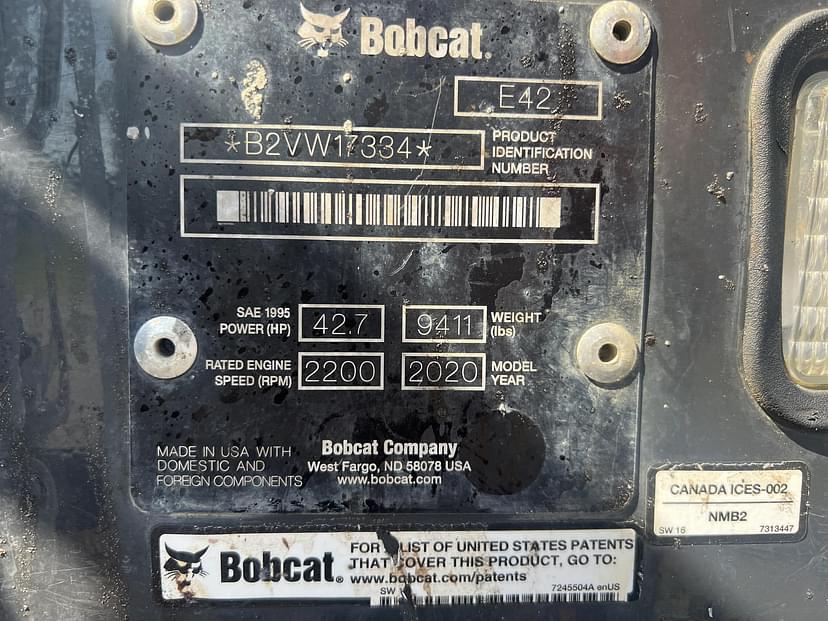 Bobcat®
E42
*B2VW17334*
PRODUCT
IDENTIFICATION
NUMBER
SAE 1995
POWER (HP)
42.7
9411
WEIGHT
(lbs)
RATED ENGINE
SPEED (RPM)
2200
2020
MODEL
YEAR
MADE IN USA WITH
DOMESTIC AND
FOREIGN COMPONENTS
Bobcat Company
West Fargo, ND 58078 USA
www.bobcat.com
CANADA ICES-002
NMB2
SW 16
7313447
Bobcat®
FOR LIST OF UNITED STATES PATENTS
THAT COVER THIS PRODUCT, GO TO:
www.bobcat.com/patents
SW
7245504A enUS